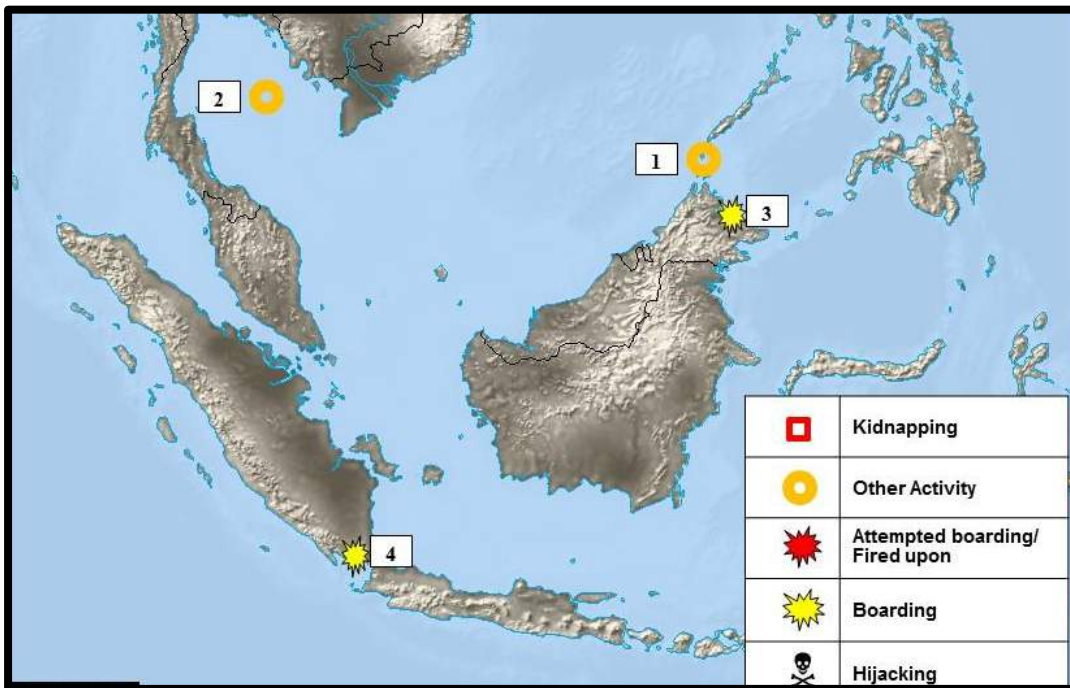 2
1
3
4
Kidnapping
Other Activity
Attempted boarding/
Fired upon
Boarding
Hijacking